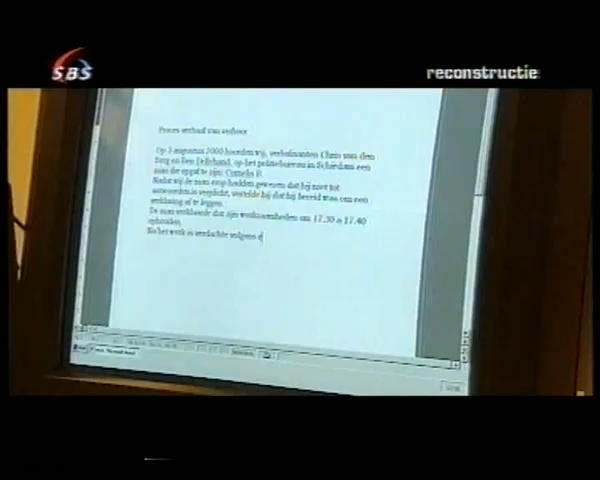 SBS
reconstructie
Proces verbaal van verhoor
Op 3 augustus 2000 hoorden wij, verbalisanten Chris van den
Berg en Ben Delfshand, op het politiebureau in Schiedam een
man die opgaf te zijn: Cornelis B.
Nadat wij de man erop hadden gewezen dat hij niet tot
antwoorden is verplicht, vertelde hij dat hij bereid was om een
verklaring af te leggen.
De man verklaarde dat zijn werkzaamheden om 17.30 a 17.40
ophouden.
Na het werk is verdachte volgens e